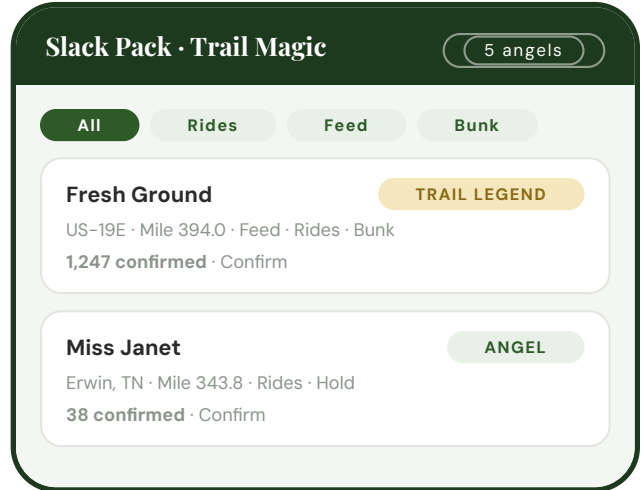 Slack Pack · Trail Magic
5 angels
All Rides Feed Bunk
Fresh Ground
TRAIL LEGEND
US-19E · Mile 394.0 · Feed · Rides · Bunk
1,247 confirmed · Confirm
Miss Janet
ANGEL
Erwin, TN · Mile 343.8 · Rides · Hold
38 confirmed · Confirm